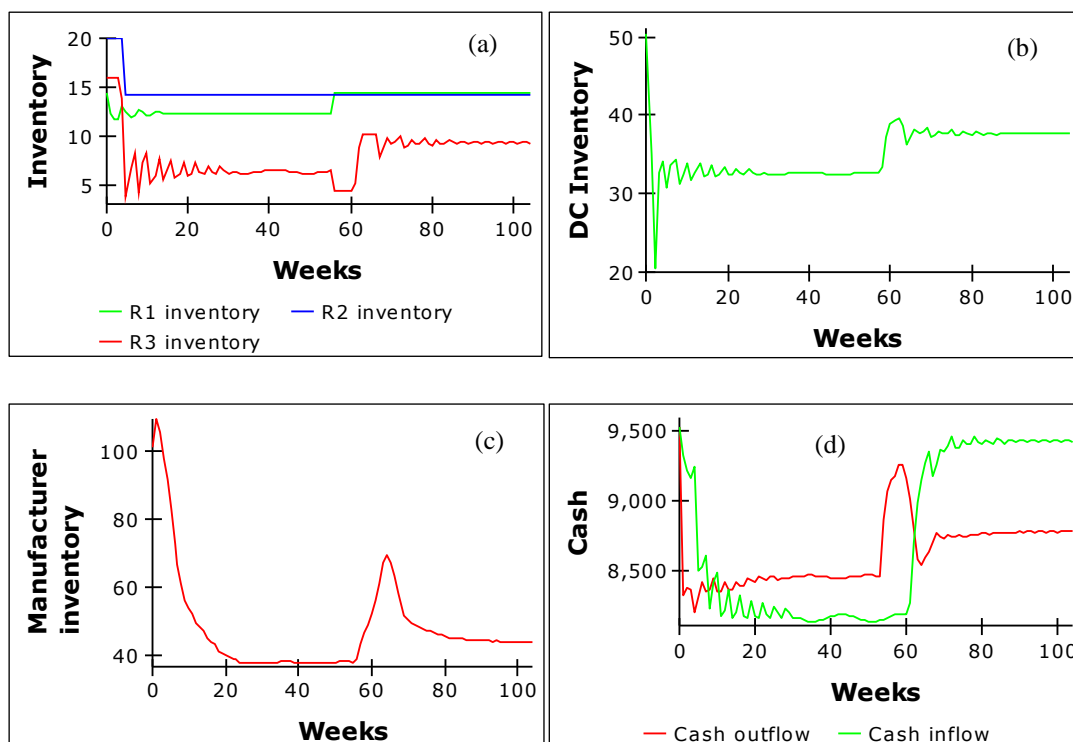 (a)
Inventory
20
15
10
5
0 20 40 60 80 100
Weeks
R1 inventory R2 inventory
R3 inventory
(b)
DC Inventory
50
40
30
20
0 20 40 60 80 100
Weeks
(c)
Manufacturer
inventory
100
80
60
40
0 20 40 60 80 100
Weeks
(d)
Cash
9,500
9,000
8,500
0 20 40 60 80 100
Weeks
Cash outflow Cash inflow